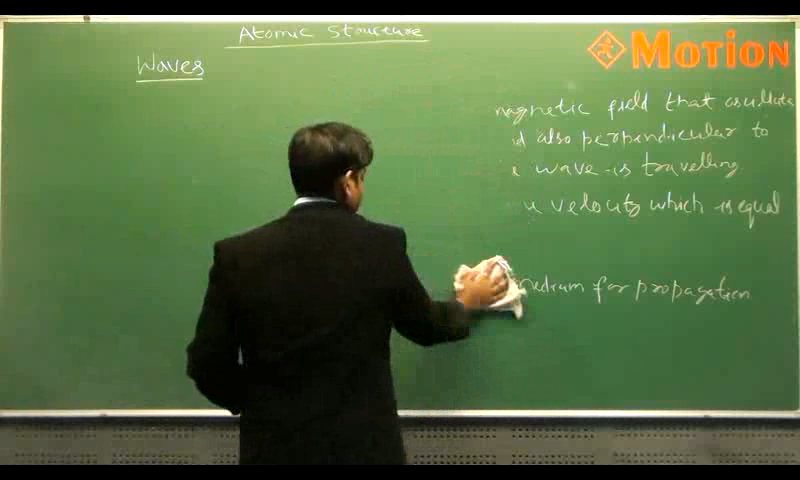 Atomic Structure
MOTION
Waves
magnetic field that oscillate
d also perpendicular to
wave is travelling
velocity which is equal
medium for propagation